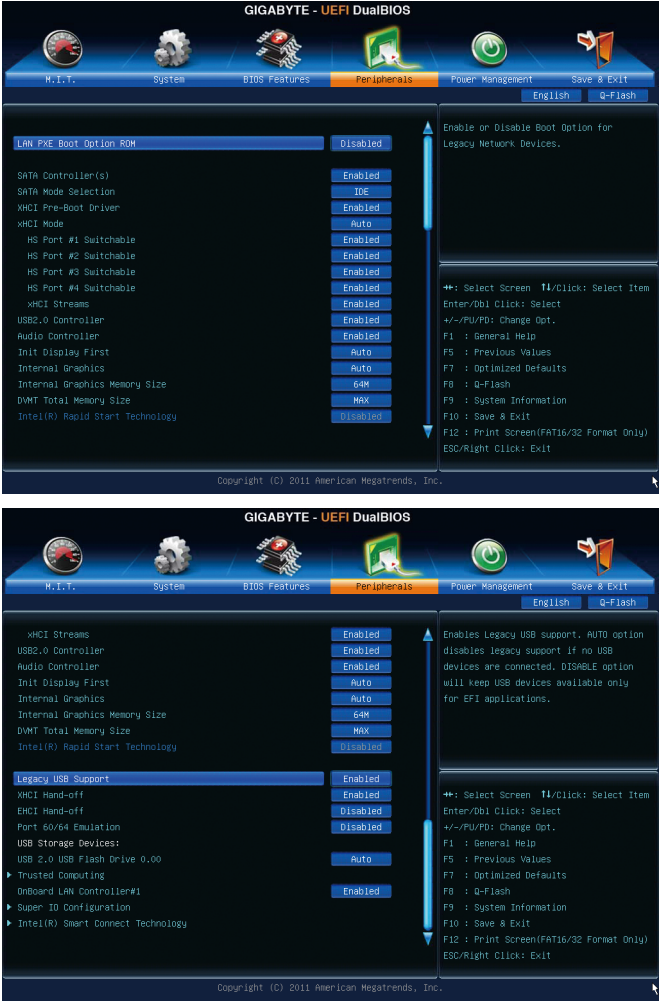 GIGABYTE - UEFI DualBIOS
M.I.T. System BIOS Features Peripherals Power Management Save & Exit
English Q-Flash
LAN PXE Boot Option ROM Disabled
SATA Controller(s) Enabled
SATA Mode Selection IDE
XHCI Pre-Boot Driver Enabled
xHCI Mode Auto
HS Port #1 Switchable Enabled
HS Port #2 Switchable Enabled
HS Port #3 Switchable Enabled
HS Port #4 Switchable Enabled
xHCI Streams Enabled
USB2.0 Controller Enabled
Audio Controller Enabled
Init Display First Auto
Internal Graphics Auto
Internal Graphics Memory Size 64M
DVMT Total Memory Size MAX
Intel(R) Rapid Start Technology Disabled
Enable or Disable Boot Option for
Legacy Network Devices.
→←: Select Screen ↑↓/Click: Select Item
Enter/Dbl Click: Select
+/-/PU/PD: Change Opt.
F1 : General Help
F5 : Previous Values
F7 : Optimized Defaults
F8 : Q-Flash
F9 : System Information
F10 : Save & Exit
F12 : Print Screen(FAT16/32 Format Only)
ESC/Right Click: Exit
Copyright (C) 2011 American Megatrends, Inc.
GIGABYTE - UEFI DualBIOS
M.I.T. System BIOS Features Peripherals Power Management Save & Exit
English Q-Flash
xHCI Streams Enabled
USB2.0 Controller Enabled
Audio Controller Enabled
Init Display First Auto
Internal Graphics Auto
Internal Graphics Memory Size 64M
DVMT Total Memory Size MAX
Intel(R) Rapid Start Technology Disabled
Legacy USB Support Enabled
XHCI Hand-off Enabled
EHCI Hand-off Disabled
Port 60/64 Emulation Disabled
USB Storage Devices:
USB 2.0 USB Flash Drive 0.00 Auto
Trusted Computing
OnBoard LAN Controller#1 Enabled
Super IO Configuration
Intel(R) Smart Connect Technology
Enables Legacy USB support. AUTO option
disables legacy support if no USB
devices are connected. DISABLE option
will keep USB devices available only
for EFI applications.
→←: Select Screen ↑↓/Click: Select Item
Enter/Dbl Click: Select
+/-/PU/PD: Change Opt.
F1 : General Help
F5 : Previous Values
F7 : Optimized Defaults
F8 : Q-Flash
F9 : System Information
F10 : Save & Exit
F12 : Print Screen(FAT16/32 Format Only)
ESC/Right Click: Exit
Copyright (C) 2011 American Megatrends, Inc.